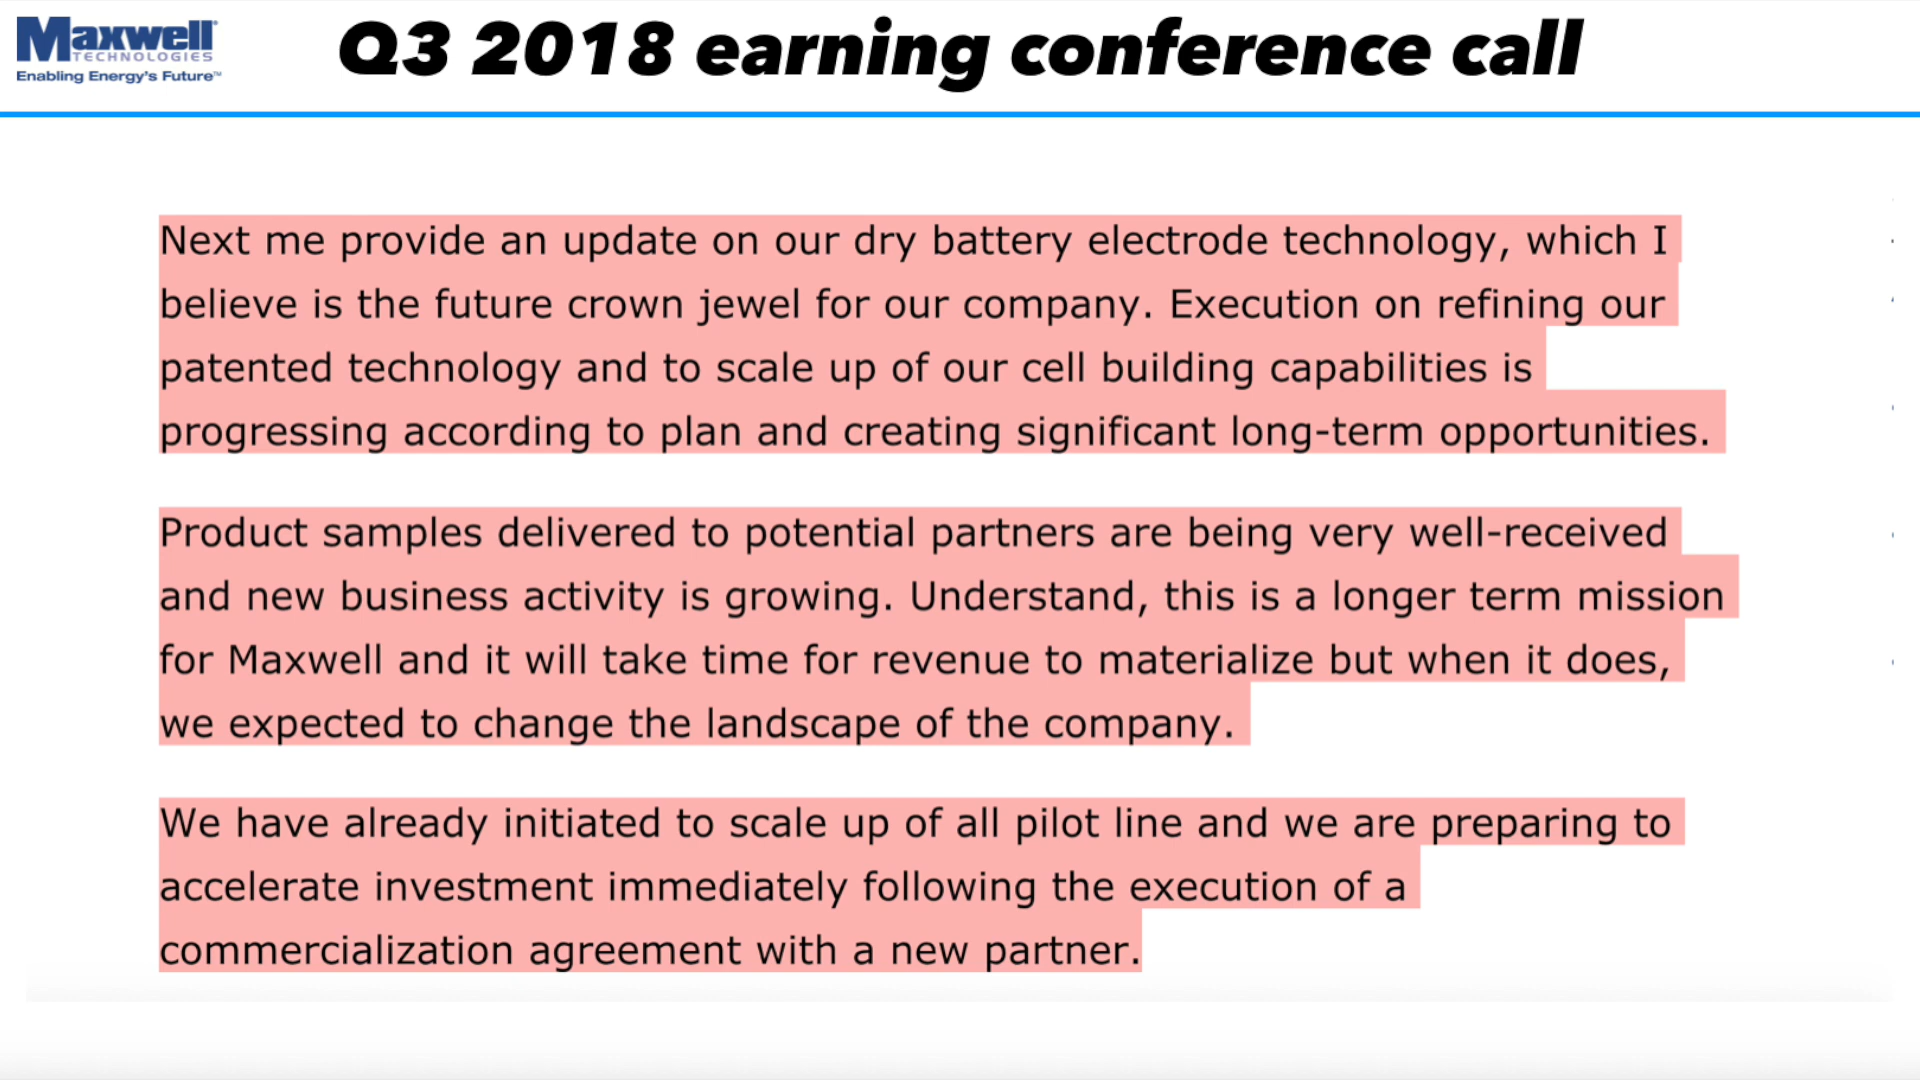 Maxwell
TECHNOLOGIES
Enabling Energy's Future™
Q3 2018 earning conference call
Next me provide an update on our dry battery electrode technology, which I
believe is the future crown jewel for our company. Execution on refining our
patented technology and to scale up of our cell building capabilities is
progressing according to plan and creating significant long-term opportunities.
Product samples delivered to potential partners are being very well-received
and new business activity is growing. Understand, this is a longer term mission
for Maxwell and it will take time for revenue to materialize but when it does,
we expected to change the landscape of the company.
We have already initiated to scale up of all pilot line and we are preparing to
accelerate investment immediately following the execution of a
commercialization agreement with a new partner.